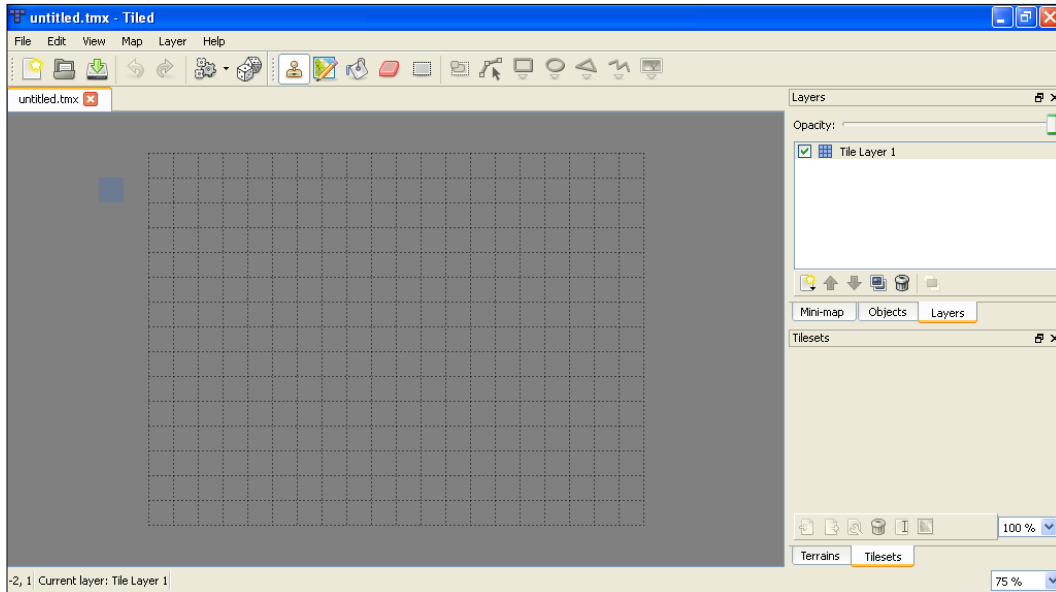 untitled.tmx - Tiled
File Edit View Map Layer Help
untitled.tmx
Layers
Opacity:
Tile Layer 1
Mini-map Objects Layers
Tilesets
100 %
Terrains Tilesets
-2, 1 Current layer: Tile Layer 1
75 %